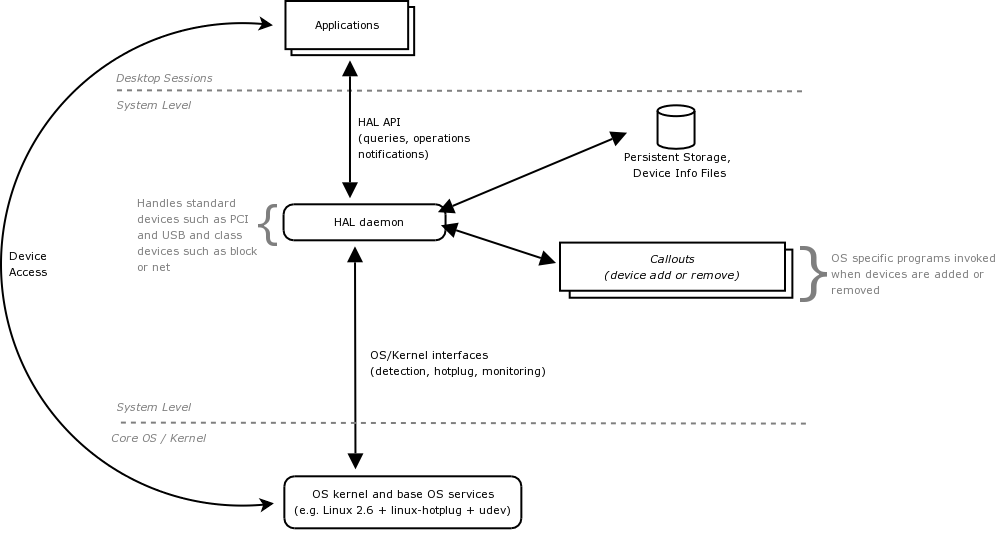 Applications
Desktop Sessions
System Level
HAL API
(queries, operations
notifications)
Persistent Storage,
Device Info Files
Handles standard
devices such as PCI
and USB and class
devices such as block
or net
HAL daemon
Device
Access
Callouts
(device add or remove)
OS specific programs invoked
when devices are added or
removed
OS/Kernel interfaces
(detection, hotplug, monitoring)
System Level
Core OS / Kernel
OS kernel and base OS services
(e.g. Linux 2.6 + linux-hotplug + udev)